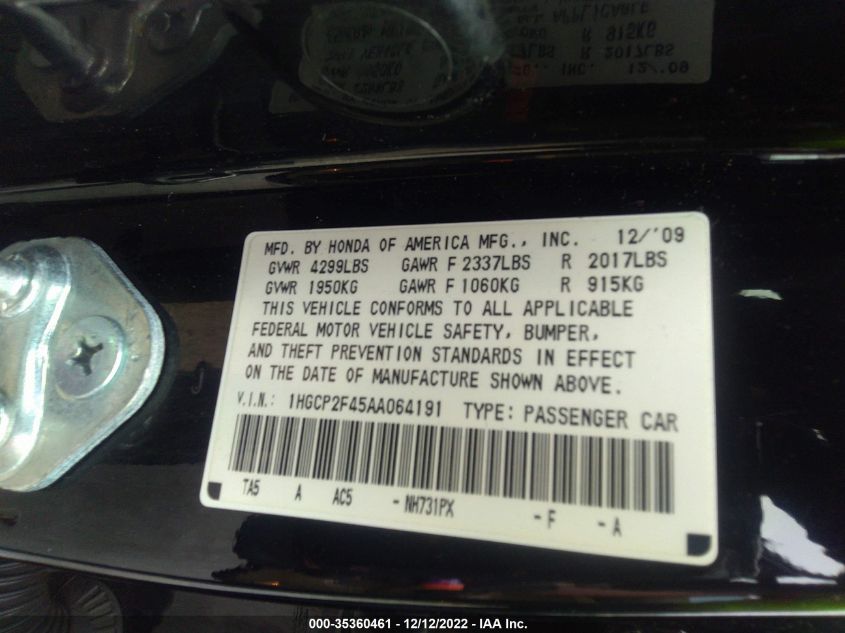 MFD. BY HONDA OF AMERICA MFG., INC. 12/'09
GVWR 4299LBS GAWR F 2337LBS R 2017LBS
GVWR 1950KG GAWR F 1060KG R 915KG
THIS VEHICLE CONFORMS TO ALL APPLICABLE
FEDERAL MOTOR VEHICLE SAFETY, BUMPER,
AND THEFT PREVENTION STANDARDS IN EFFECT
ON THE DATE OF MANUFACTURE SHOWN ABOVE.
V.I.N.: 1HGCP2F45AA064191 TYPE: PASSENGER CAR
TA5 A AC5 - NH731PX - F - A
000-35360461 - 12/12/2022 - IAA Inc.